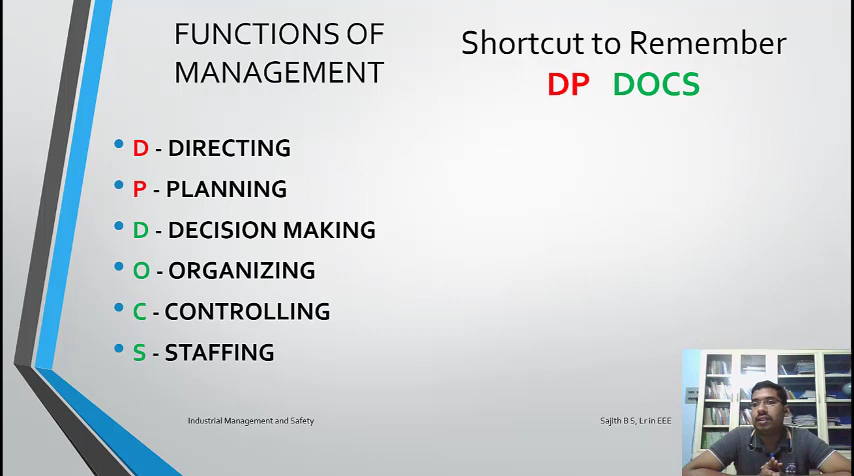 FUNCTIONS OF
MANAGEMENT
Shortcut to Remember
DP DOCS
• D - DIRECTING
• P - PLANNING
• D - DECISION MAKING
• O - ORGANIZING
• C - CONTROLLING
• S - STAFFING
Industrial Management and Safety
Sajith B S, Lr in EEE